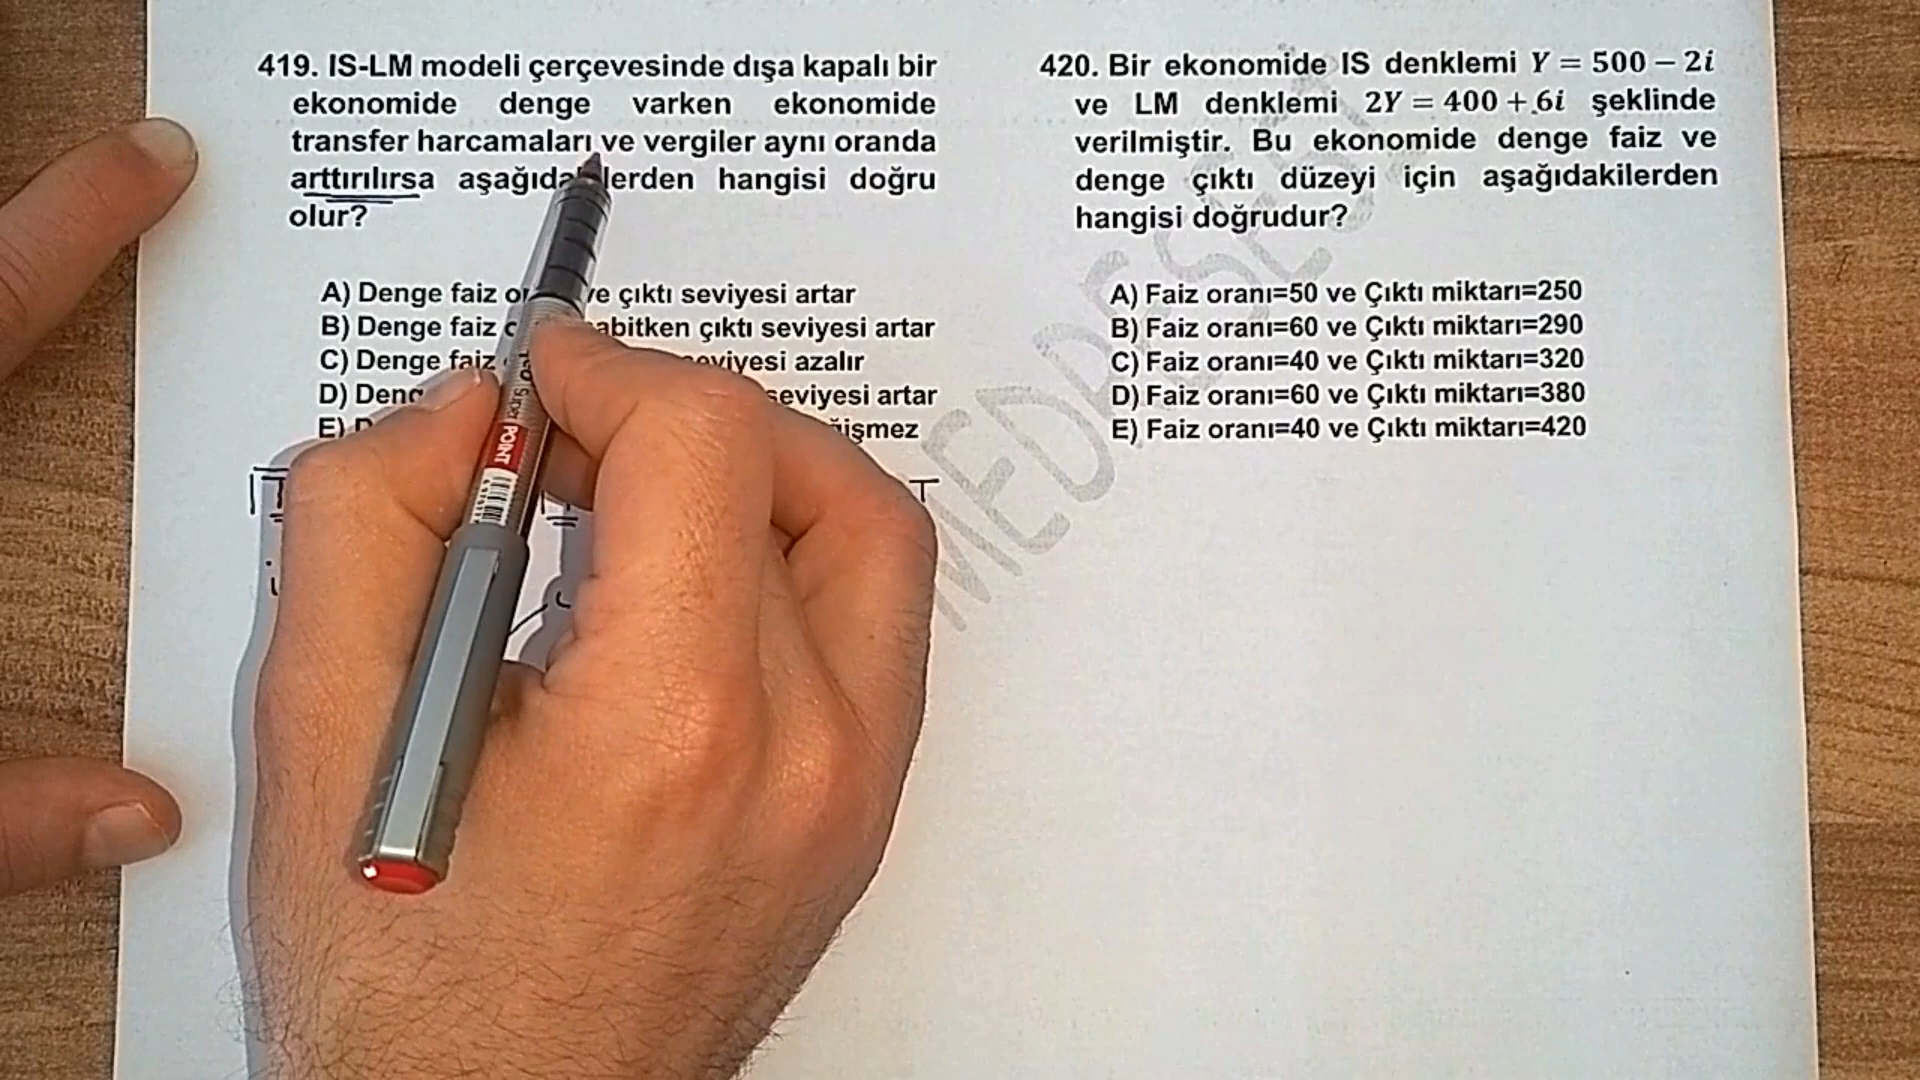 419. IS-LM modeli çerçevesinde dışa kapalı bir
ekonomide denge varken ekonomide
transfer harcamaları ve vergiler aynı oranda
arttırılırsa hangisi doğru
olur?
A) Denge faiz ve çıktı seviyesi artar
B) Denge faiz çıktı seviyesi artar
C) Denge faiz seviyesi azalır
D) seviyesi artar
E)
T
i
420. Bir ekonomide IS denklemi Y = 500 − 2i
ve LM denklemi 2Y = 400 + 6i şeklinde
verilmiştir. Bu ekonomide denge faiz ve
denge çıktı düzeyi için aşağıdakilerden
hangisi doğrudur?
A) Faiz oranı=50 ve Çıktı miktarı=250
B) Faiz oranı=60 ve Çıktı miktarı=290
C) Faiz oranı=40 ve Çıktı miktarı=320
D) Faiz oranı=60 ve Çıktı miktarı=380
E) Faiz oranı=40 ve Çıktı miktarı=420
POINT